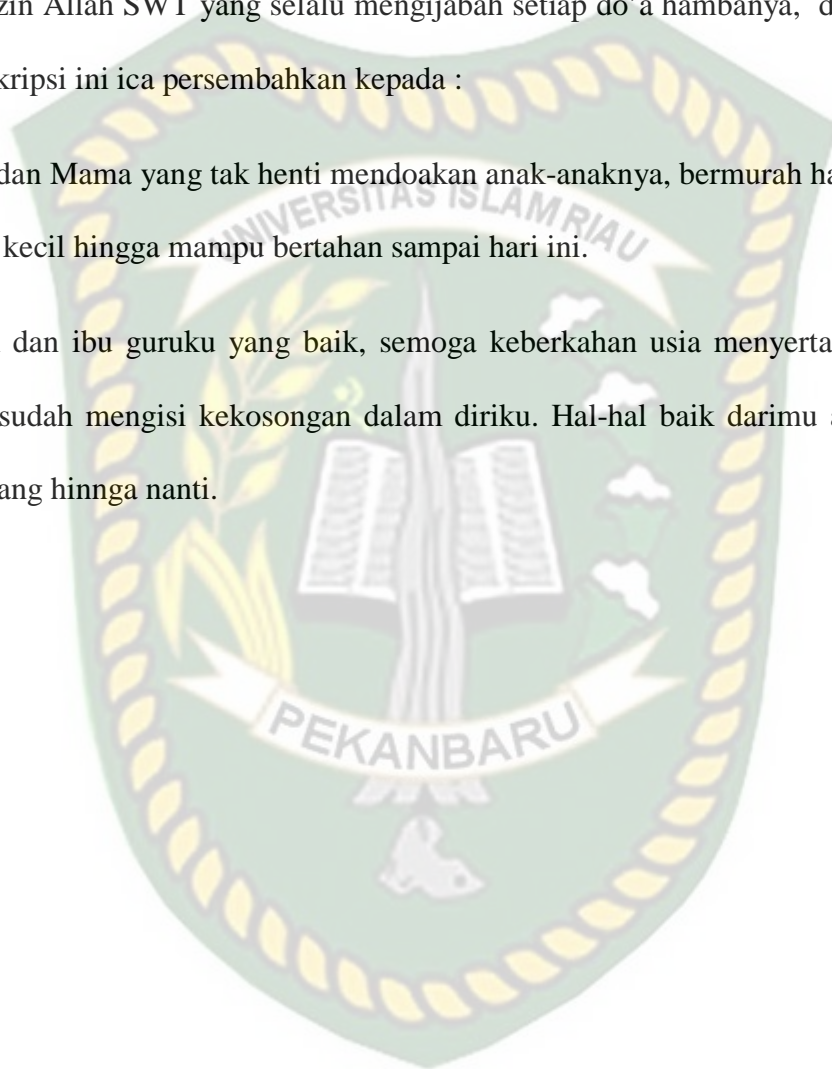 zin Allah SWT yang selalu mengijabah setiap do'a hambanya, d
kripsi ini ica persembahkan kepada :
dan Mama yang tak henti mendoakan anak-anaknya, bermurah ha
UNIVERSITAS ISLAM RIAU
kecil hingga mampu bertahan sampai hari ini.
dan ibu guruku yang baik, semoga keberkahan usia menyerta
sudah mengisi kekosongan dalam diriku. Hal-hal baik darimu a
ang hinnga nanti.
PEKANBARU